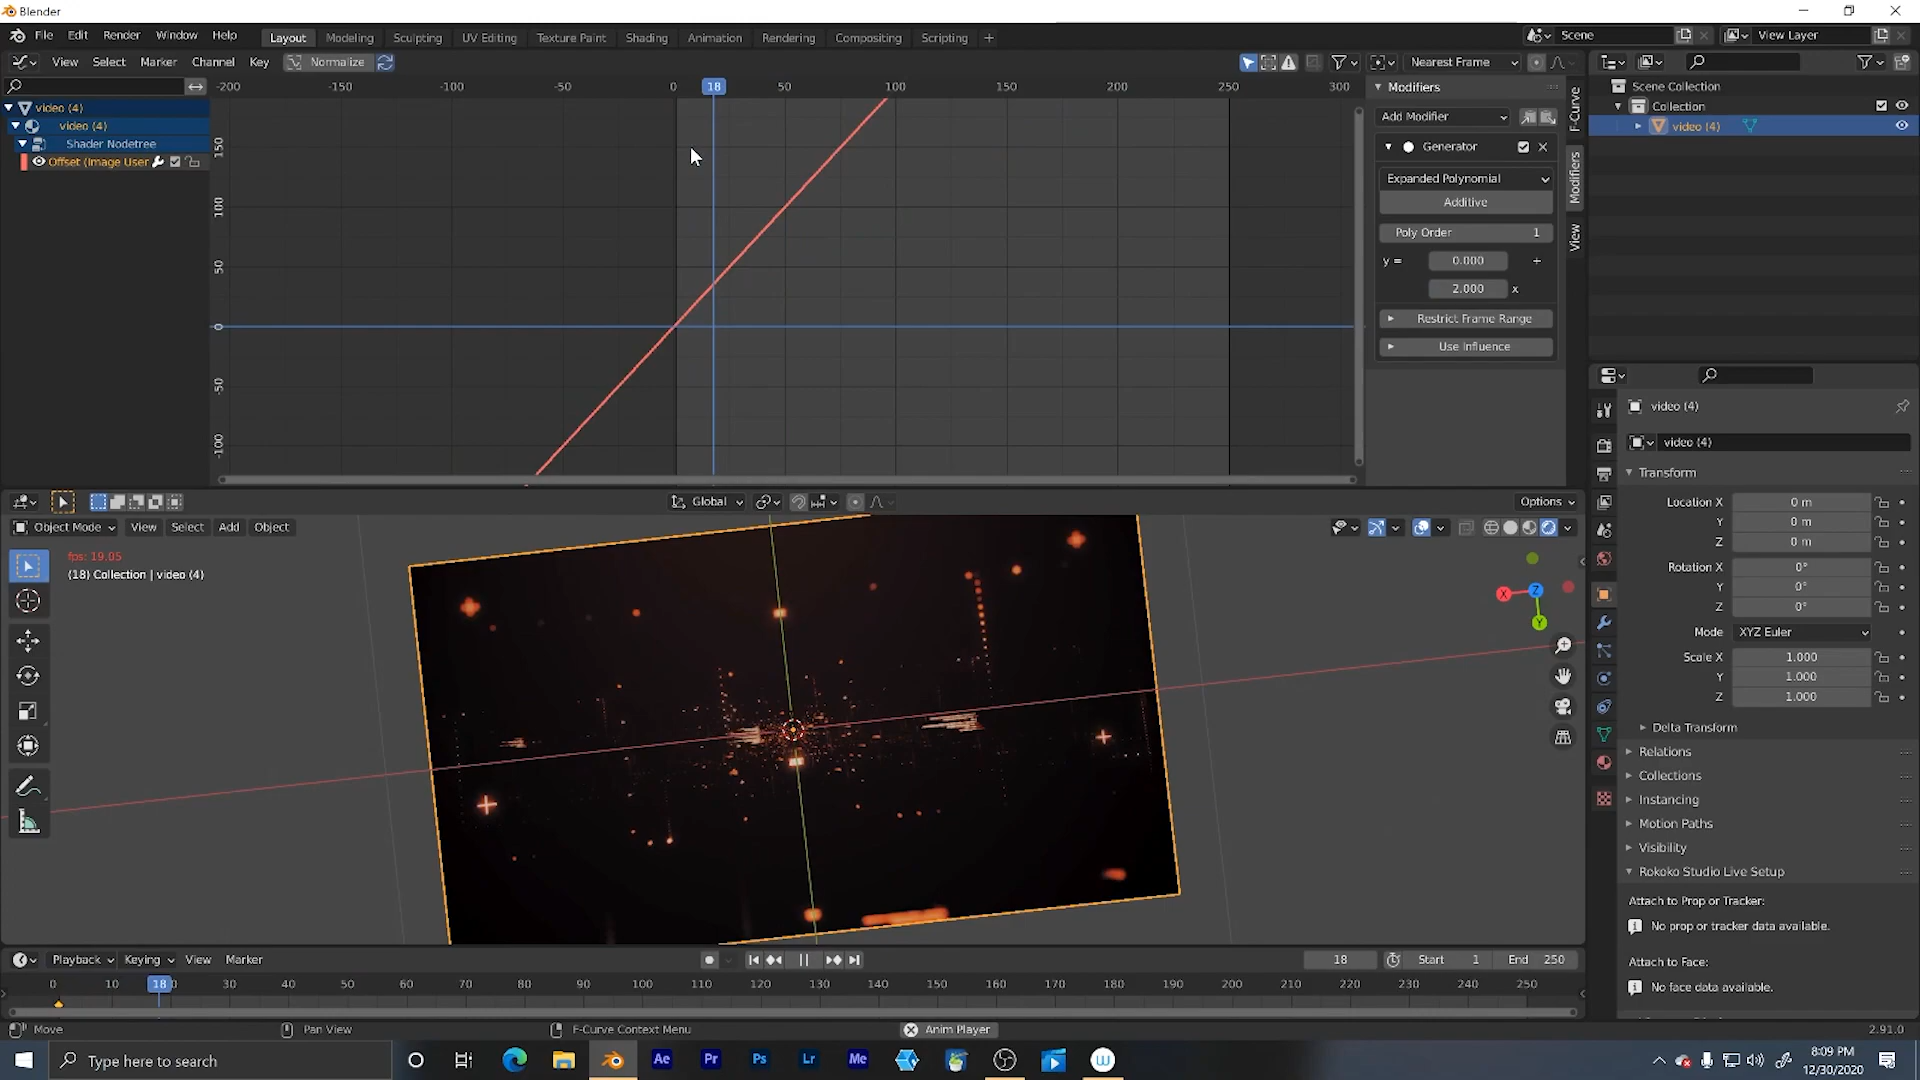 Blender
File Edit Render Window Help Layout Modeling Sculpting UV Editing Texture Paint Shading Animation Rendering Compositing Scripting + Scene View Layer
View Select Marker Channel Key Normalize Nearest Frame
-200 -150 -100 -50 0 18 50 100 150 200 250 300
150
100
50
0
-50
-100
video (4)
video (4)
Shader Nodetree
Offset (Image User
Modifiers
Add Modifier
Generator
Expanded Polynomial
Additive
Poly Order 1
y = 0.000 +
2.000 x
Restrict Frame Range
Use Influence
F-Curve
Modifiers
View
Scene Collection
Collection
video (4)
Global Options
Object Mode View Select Add Object
fps: 19.05
(18) Collection | video (4)
X
Z
Y
video (4)
video (4)
Transform
Location X 0 m
Y 0 m
Z 0 m
Rotation X 0°
Y 0°
Z 0°
Mode XYZ Euler
Scale X 1.000
Y 1.000
Z 1.000
Delta Transform
Relations
Collections
Instancing
Motion Paths
Visibility
Rokoko Studio Live Setup
Attach to Prop or Tracker:
No prop or tracker data available.
Attach to Face:
No face data available.
Playback Keying View Marker 18 Start 1 End 250
0 10 18 30 40 50 60 70 80 90 100 110 120 130 140 150 160 170 180 190 200 210 220 230 240 250
Move Pan View F-Curve Context Menu Anim Player 2.91.0
Type here to search Ae Pr Ps Lr Me W
8:09 PM
12/30/2020